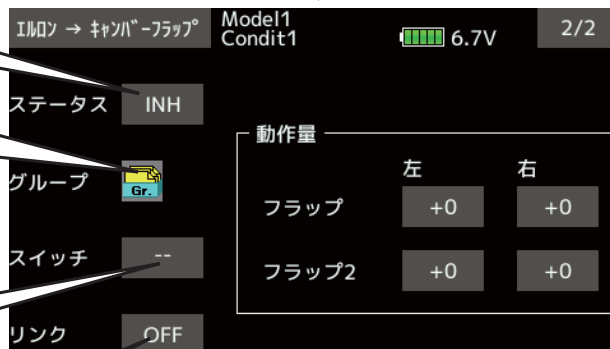 ｴﾙﾛﾝ → ｷｬﾝﾊﾞｰﾌﾗｯﾌﾟ
Model1
Condit1
6.7V
2/2
ステータス INH
グループ Gr.
スイッチ --
リンク OFF
動作量
左 右
フラップ +0 +0
フラップ2 +0 +0